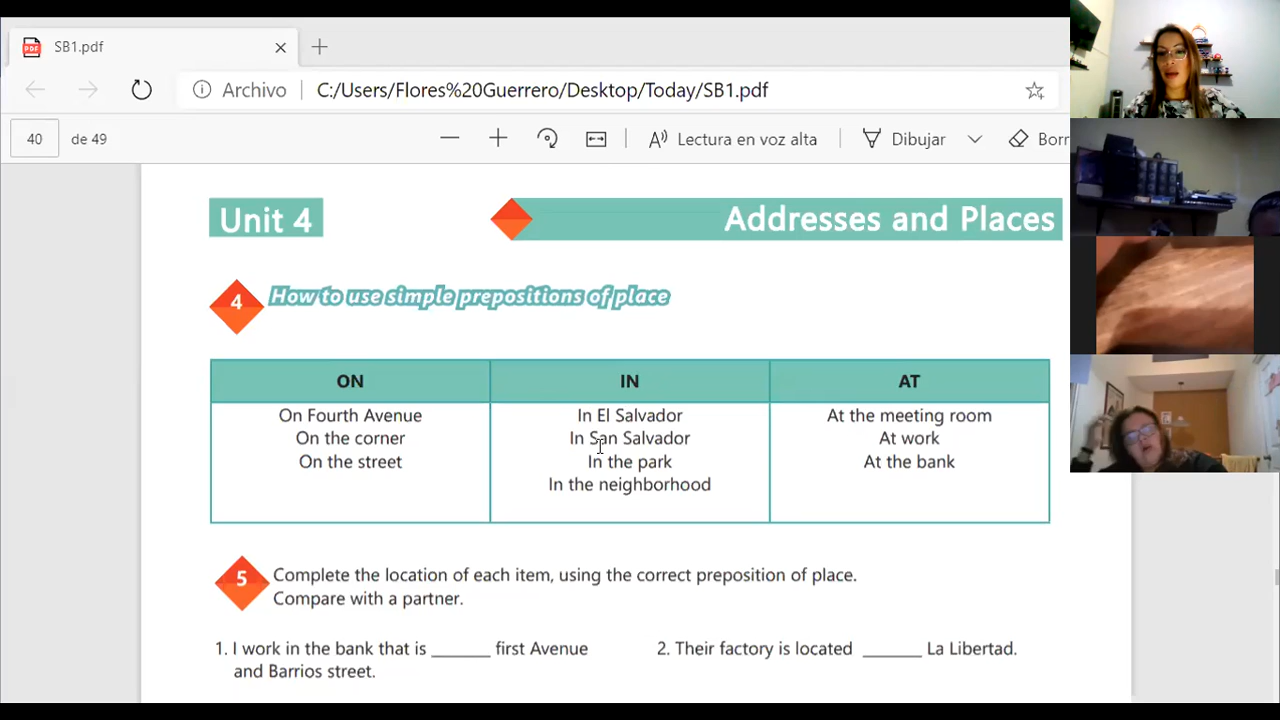 SB1.pdf
Archivo
C:/Users/Flores%20Guerrero/Desktop/Today/SB1.pdf
40 de 49
Lectura en voz alta
Dibujar
Borr
Unit 4
Addresses and Places
4 How to use simple prepositions of place
ON IN AT
On Fourth Avenue In El Salvador At the meeting room
On the corner In San Salvador At work
On the street In the park At the bank
In the neighborhood
5 Complete the location of each item, using the correct preposition of place.
Compare with a partner.
1. I work in the bank that is ______ first Avenue
and Barrios street.
2. Their factory is located ______ La Libertad.